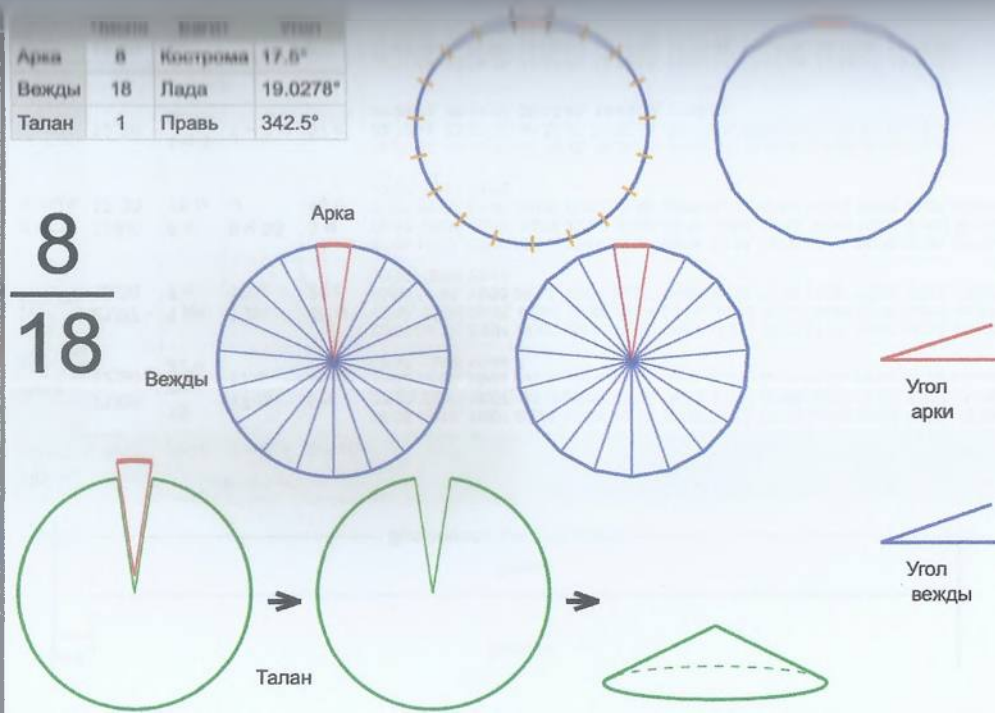 Арка 8 Кострома 17.5°
Вежды 18 Лада 19.0278°
Талан 1 Правь 342.5°
8
18
Арка
Вежды
Угол
арки
Угол
вежды
Талан